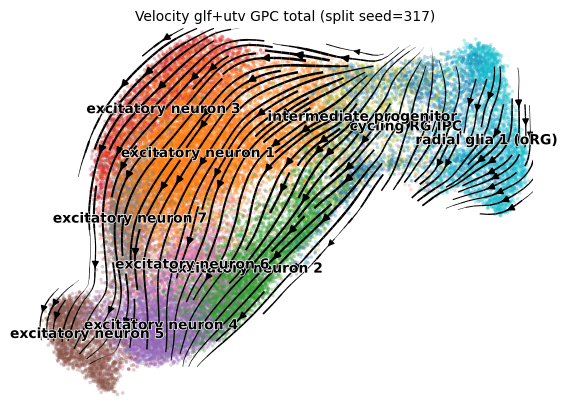 Velocity glf+utv GPC total (split seed=317)
excitatory neuron 3
intermediate progenitor
cycling RG/IPC
radial glia 1 (oRG)
excitatory neuron 1
excitatory neuron 7
excitatory neuron 6
excitatory neuron 2
excitatory neuron 4
excitatory neuron 5